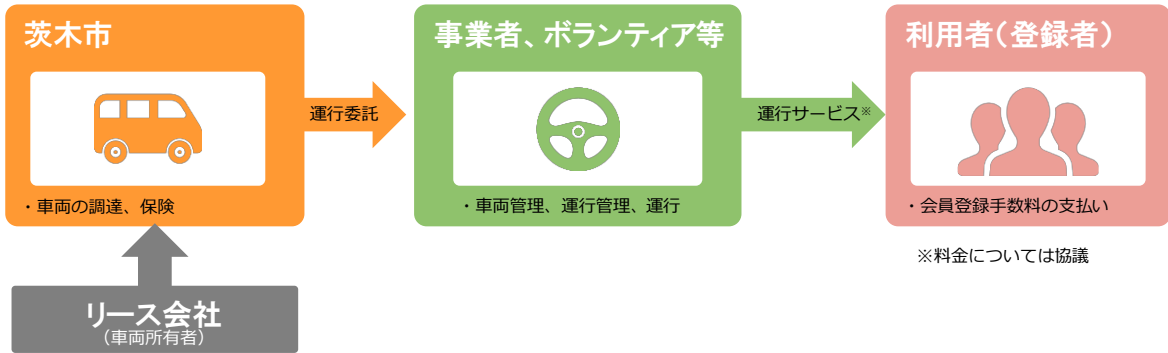 茨木市
・車両の調達、保険
運行委託
事業者、ボランティア等
・車両管理、運行管理、運行
運行サービス※
利用者(登録者)
・会員登録手数料の支払い
※料金については協議
リース会社
(車両所有者)